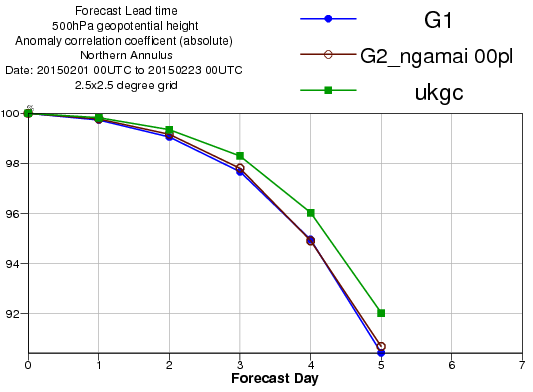 Forecast Lead time
500hPa geopotential height
Anomaly correlation coefficent (absolute)
Northern Annulus
Date: 20150201 00UTC to 20150223 00UTC
2.5x2.5 degree grid
G1
G2_ngamai 00pl
ukgc
%
100
98
96
94
92
0 1 2 3 4 5 6 7
Forecast Day